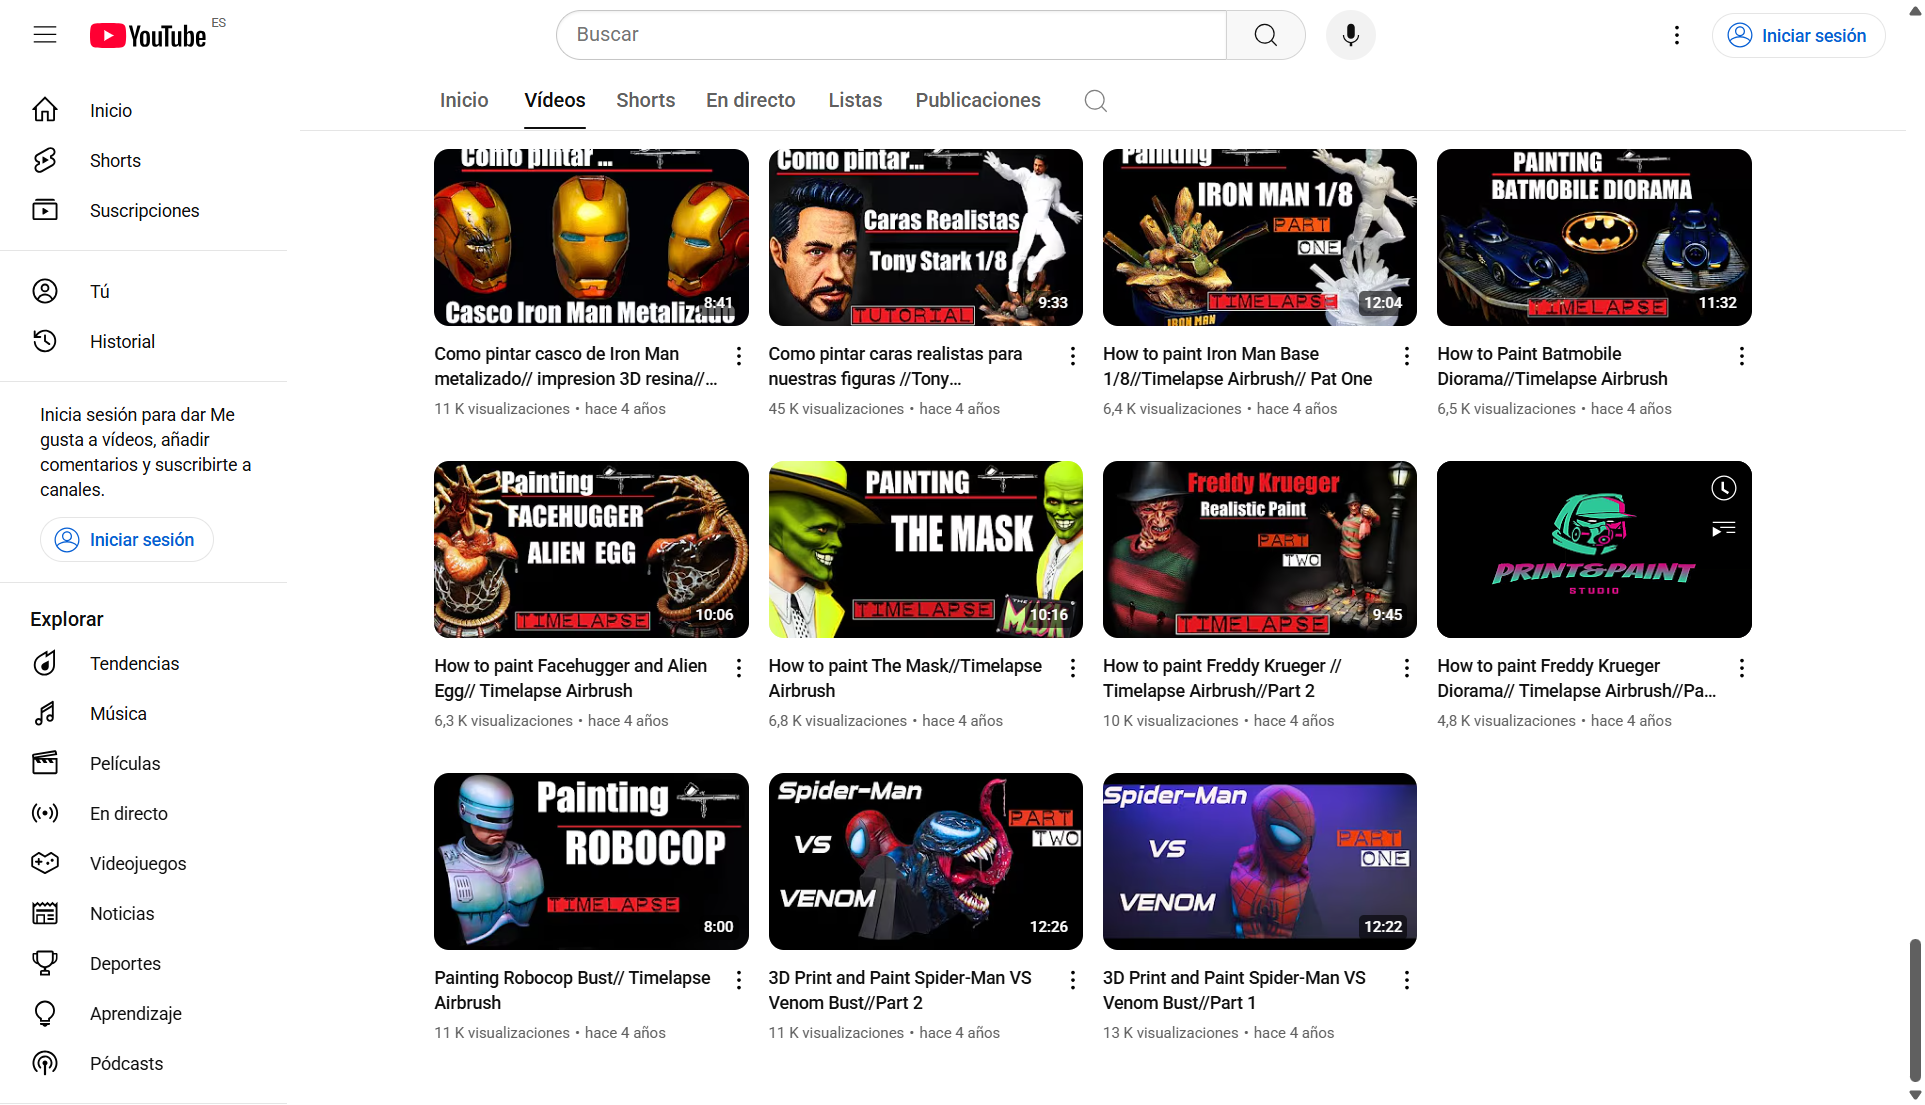 YouTube ES
Buscar
Iniciar sesión
Inicio
Shorts
Suscripciones
Tú
Historial
Inicia sesión para dar Me
gusta a vídeos, añadir
comentarios y suscribirte a
canales.
Iniciar sesión
Explorar
Tendencias
Música
Películas
En directo
Videojuegos
Noticias
Deportes
Aprendizaje
Pódcasts
Inicio Vídeos Shorts En directo Listas Publicaciones
Como pintar ...
Casco Iron Man Metalizado
8:41
Como pintar casco de Iron Man
metalizado// impresion 3D resina//...
11 K visualizaciones • hace 4 años
Como pintar...
Caras Realistas
Tony Stark 1/8
TUTORIAL
9:33
Como pintar caras realistas para
nuestras figuras //Tony...
45 K visualizaciones • hace 4 años
Painting
IRON MAN 1/8
PART
ONE
TIMELAPSE
IRON MAN
12:04
How to paint Iron Man Base
1/8//Timelapse Airbrush// Pat One
6,4 K visualizaciones • hace 4 años
PAINTING
BATMOBILE DIORAMA
TIMELAPSE
11:32
How to Paint Batmobile
Diorama//Timelapse Airbrush
6,5 K visualizaciones • hace 4 años
Painting
FACEHUGGER
ALIEN EGG
TIMELAPSE
10:06
How to paint Facehugger and Alien
Egg// Timelapse Airbrush
6,3 K visualizaciones • hace 4 años
PAINTING
THE MASK
TIMELAPSE
THE
MASK
10:16
How to paint The Mask//Timelapse
Airbrush
6,8 K visualizaciones • hace 4 años
Freddy Krueger
Realistic Paint
PART
TWO
TIMELAPSE
9:45
How to paint Freddy Krueger //
Timelapse Airbrush//Part 2
10 K visualizaciones • hace 4 años
PRINT&PAINT
STUDIO
How to paint Freddy Krueger
Diorama// Timelapse Airbrush//Pa...
4,8 K visualizaciones • hace 4 años
Painting
ROBOCOP
TIMELAPSE
8:00
Painting Robocop Bust// Timelapse
Airbrush
11 K visualizaciones • hace 4 años
Spider-Man
VS
VENOM
PART
TWO
12:26
3D Print and Paint Spider-Man VS
Venom Bust//Part 2
11 K visualizaciones • hace 4 años
Spider-Man
VS
VENOM
PART
ONE
12:22
3D Print and Paint Spider-Man VS
Venom Bust//Part 1
13 K visualizaciones • hace 4 años